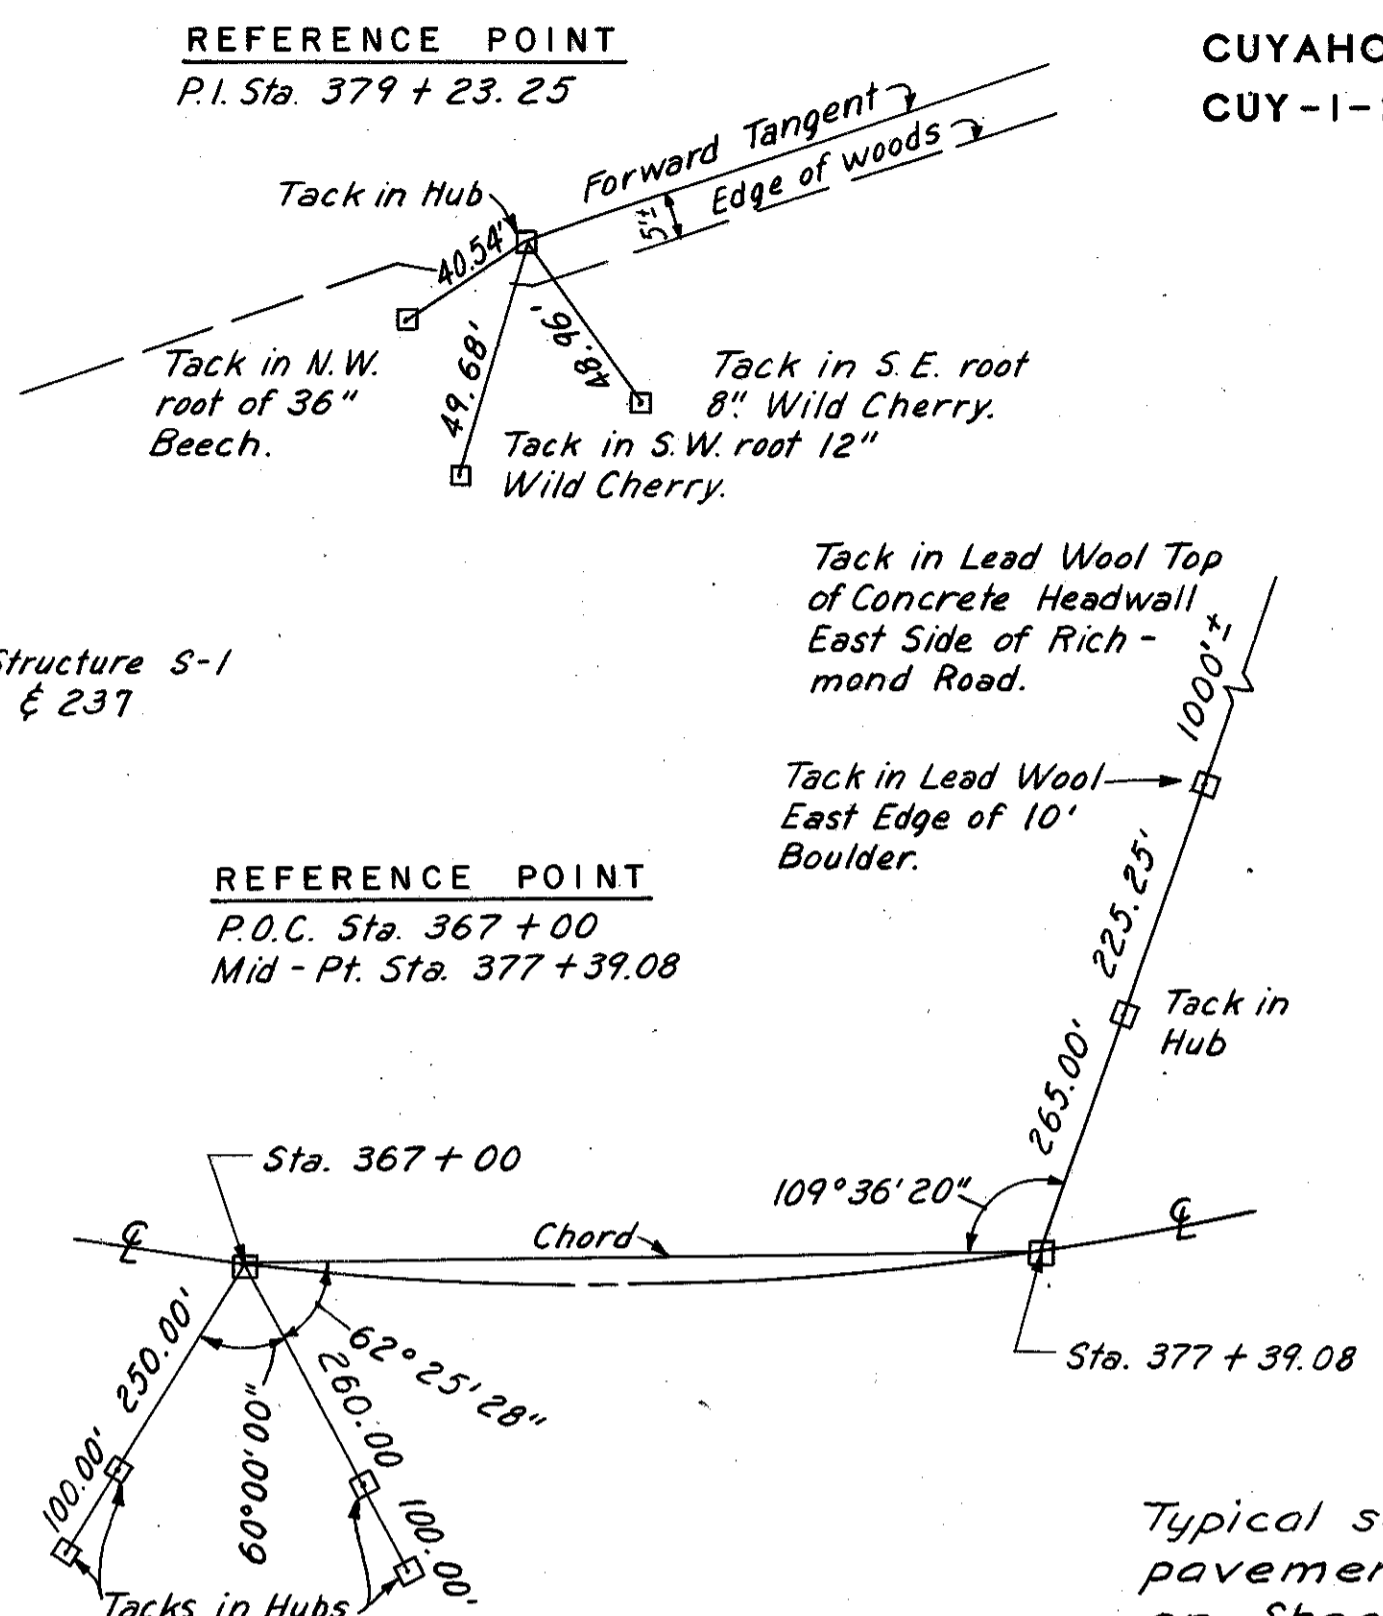 REFERENCE POINT
P.I. Sta. 379 + 23.25
CUYAHO
CUY-1-
Forward Tangent
Edge of woods
5'±
Tack in Hub
40.54'
49.68'
48.96'
Tack in N.W.
root of 36"
Beech.
Tack in S.E. root
8" Wild Cherry.
Tack in S.W. root 12"
Wild Cherry.
Structure S-1
& 237
Tack in Lead Wool Top
of Concrete Headwall
East Side of Rich-
mond Road.
1000'±
Tack in Lead Wool
East Edge of 10'
Boulder.
225.25'
REFERENCE POINT
P.O.C. Sta. 367 + 00
Mid - Pt. Sta. 377 + 39.08
Tack in
Hub
265.00'
Sta. 367 + 00
109°36'20"
℄
Chord
℄
Sta. 377 + 39.08
250.00'
62°25'28"
260.00
60°00'00"
100.00'
100.00'
Tacks in Hubs
Typical s
pavemen
on Shee